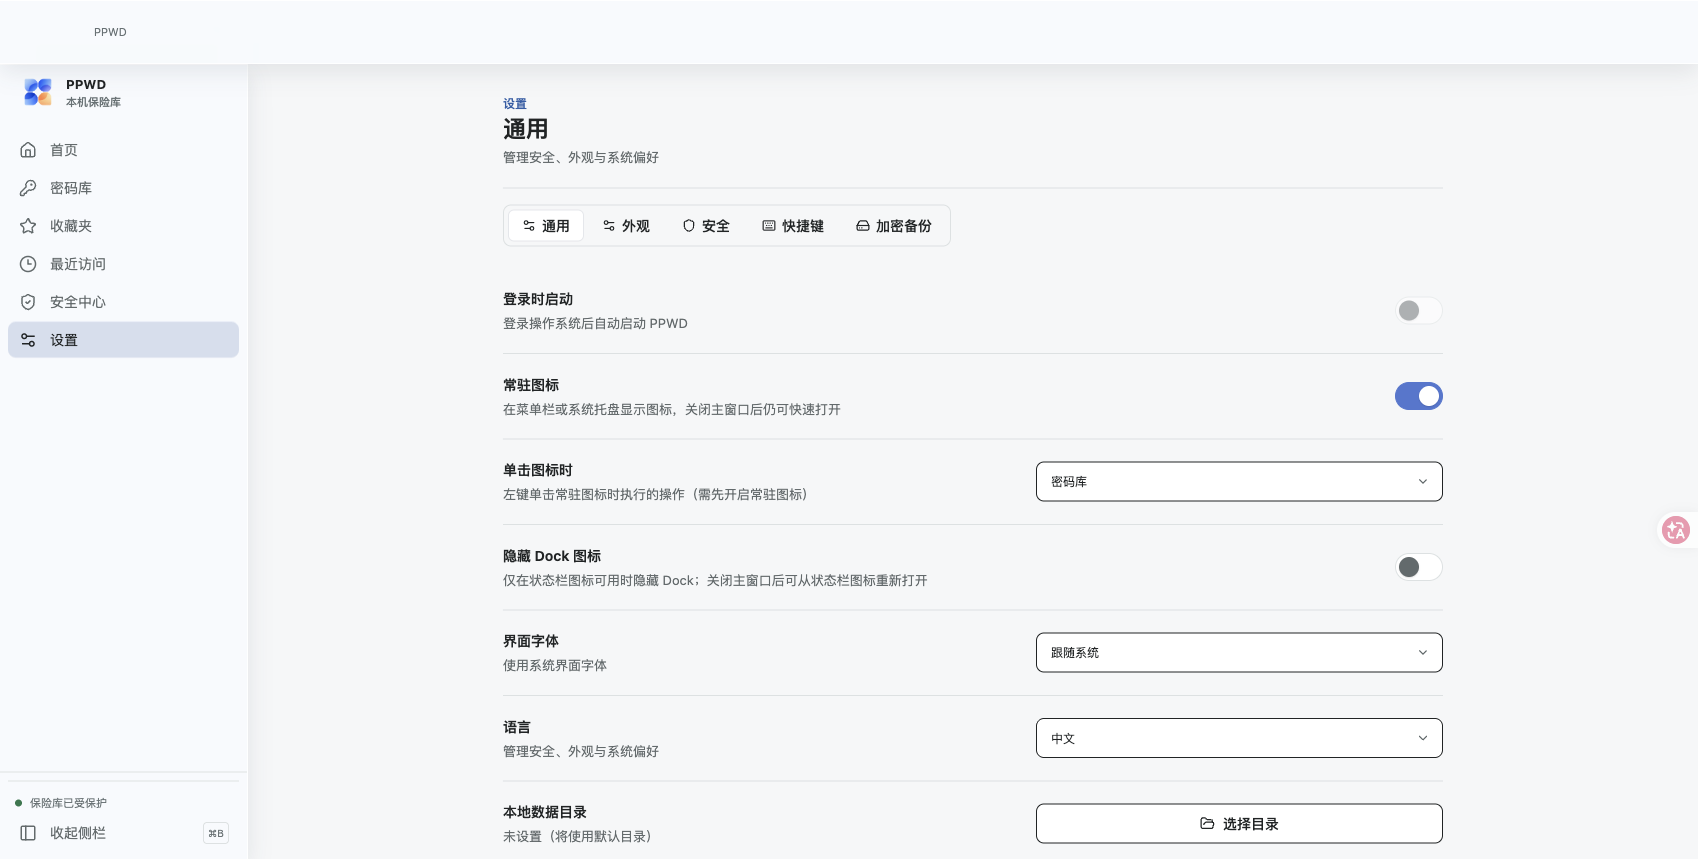 PPWD
PPWD
本机保险库
首页
密码库
收藏夹
最近访问
安全中心
设置
保险库已受保护
收起侧栏
⌘B
设置
通用
管理安全、外观与系统偏好
通用 外观 安全 快捷键 加密备份
登录时启动
登录操作系统后自动启动 PPWD
常驻图标
在菜单栏或系统托盘显示图标，关闭主窗口后仍可快速打开
单击图标时
左键单击常驻图标时执行的操作（需先开启常驻图标）
密码库
隐藏 Dock 图标
仅在状态栏图标可用时隐藏 Dock；关闭主窗口后可从状态栏图标重新打开
界面字体
使用系统界面字体
跟随系统
语言
管理安全、外观与系统偏好
中文
本地数据目录
未设置（将使用默认目录）
选择目录